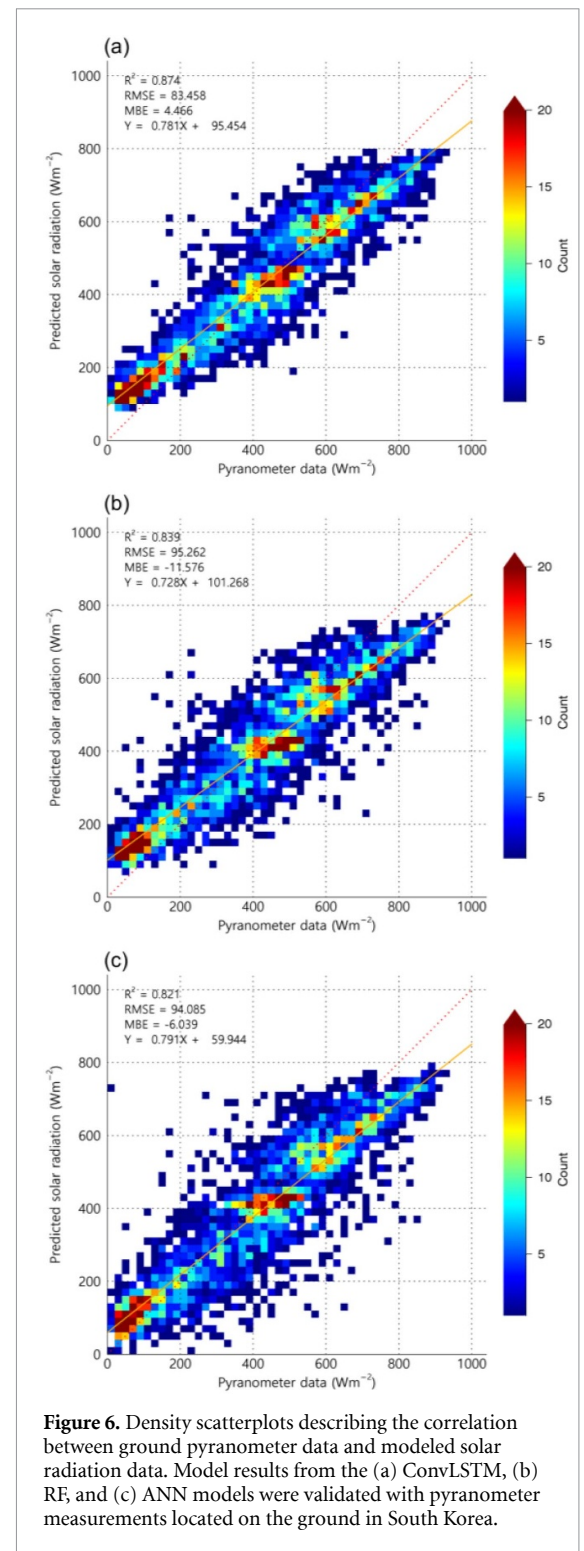 (a)
R² = 0.874
RMSE = 83.458
MBE = 4.466
Y = 0.781X + 95.454
1000
800
600
400
200
0
Predicted solar radiation (Wm⁻²)
200 400 600 800 1000
Pyranometer data (Wm⁻²)
20
15
10
5
Count
(b)
R² = 0.839
RMSE = 95.262
MBE = -11.576
Y = 0.728X + 101.268
1000
800
600
400
200
0
Predicted solar radiation (Wm⁻²)
200 400 600 800 1000
Pyranometer data (Wm⁻²)
20
15
10
5
Count
(c)
R² = 0.821
RMSE = 94.085
MBE = -6.039
Y = 0.791X + 59.944
1000
800
600
400
200
0
Predicted solar radiation (Wm⁻²)
200 400 600 800 1000
Pyranometer data (Wm⁻²)
20
15
10
5
Count
Figure 6. Density scatterplots describing the correlation
between ground pyranometer data and modeled solar
radiation data. Model results from the (a) ConvLSTM, (b)
RF, and (c) ANN models were validated with pyranometer
measurements located on the ground in South Korea.